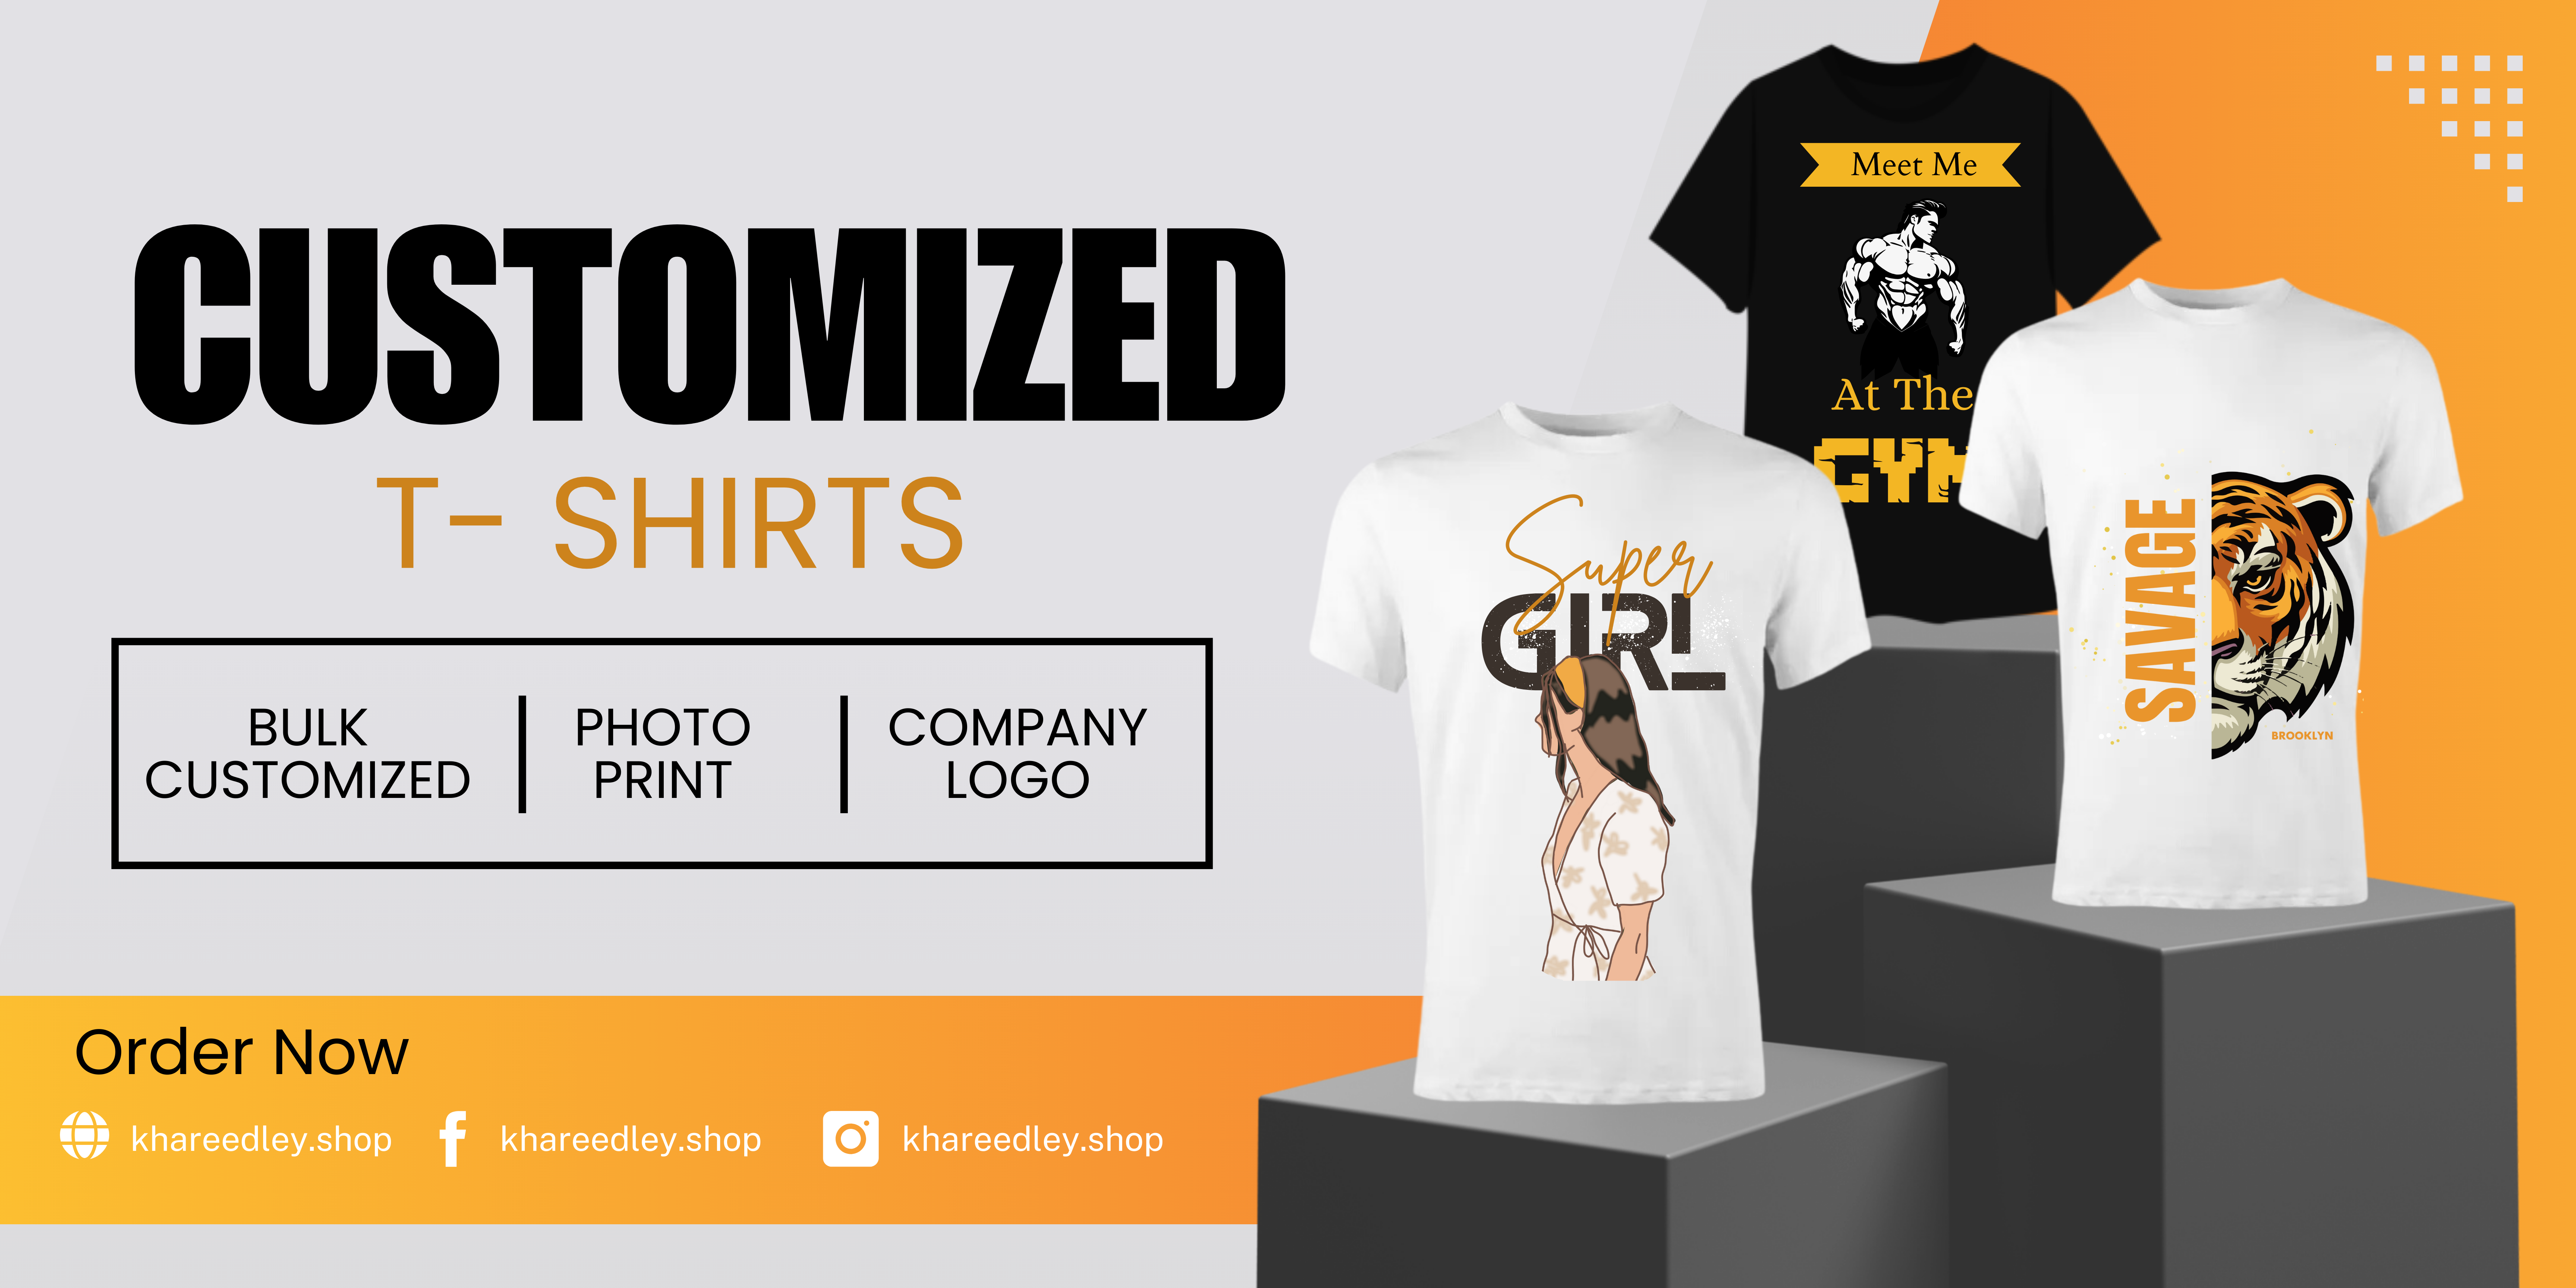 CUSTOMIZED
T- SHIRTS
BULK
CUSTOMIZED
PHOTO
PRINT
COMPANY
LOGO
Order Now
khareedley.shop
khareedley.shop
khareedley.shop
Meet Me
At The
GYM
Super
GIRL
SAVAGE
BROOKLYN